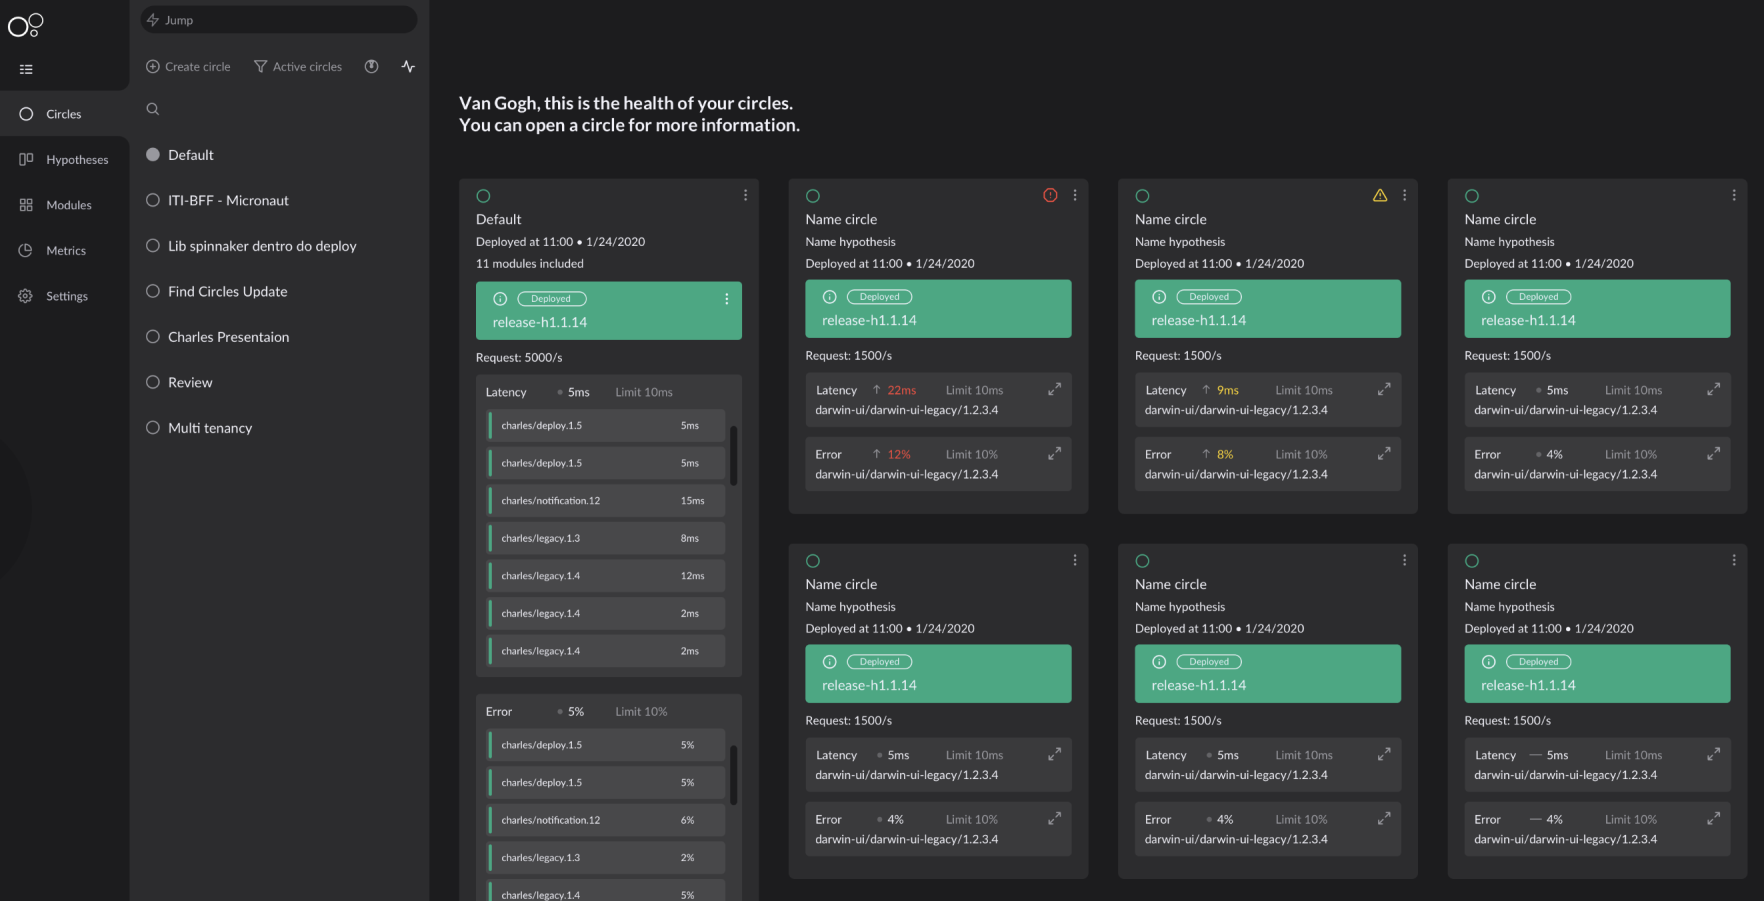 Jump
Create circle
Active circles
Circles
Hypotheses
Modules
Metrics
Settings
Default
ITI-BFF - Micronaut
Lib spinnaker dentro do deploy
Find Circles Update
Charles Presentaion
Review
Multi tenancy
Van Gogh, this is the health of your circles.
You can open a circle for more information.
Default
Deployed at 11:00 • 1/24/2020
11 modules included
Deployed
release-h1.1.14
Request: 5000/s
Latency 5ms Limit 10ms
charles/deploy.1.5 5ms
charles/deploy.1.5 5ms
charles/notification.12 15ms
charles/legacy.1.3 8ms
charles/legacy.1.4 12ms
charles/legacy.1.4 2ms
charles/legacy.1.4 2ms
Error 5% Limit 10%
charles/deploy.1.5 5%
charles/deploy.1.5 5%
charles/notification.12 6%
charles/legacy.1.3 2%
charles/legacy.1.4 5%
Name circle
Name hypothesis
Deployed at 11:00 • 1/24/2020
Deployed
release-h1.1.14
Request: 1500/s
Latency ↑ 22ms Limit 10ms
darwin-ui/darwin-ui-legacy/1.2.3.4
Error ↑ 12% Limit 10%
darwin-ui/darwin-ui-legacy/1.2.3.4
Name circle
Name hypothesis
Deployed at 11:00 • 1/24/2020
Deployed
release-h1.1.14
Request: 1500/s
Latency ↑ 9ms Limit 10ms
darwin-ui/darwin-ui-legacy/1.2.3.4
Error ↑ 8% Limit 10%
darwin-ui/darwin-ui-legacy/1.2.3.4
Name circle
Name hypothesis
Deployed at 11:00 • 1/24/2020
Deployed
release-h1.1.14
Request: 1500/s
Latency 5ms Limit 10ms
darwin-ui/darwin-ui-legacy/1.2.3.4
Error 4% Limit 10%
darwin-ui/darwin-ui-legacy/1.2.3.4
Name circle
Name hypothesis
Deployed at 11:00 • 1/24/2020
Deployed
release-h1.1.14
Request: 1500/s
Latency 5ms Limit 10ms
darwin-ui/darwin-ui-legacy/1.2.3.4
Error 4% Limit 10%
darwin-ui/darwin-ui-legacy/1.2.3.4
Name circle
Name hypothesis
Deployed at 11:00 • 1/24/2020
Deployed
release-h1.1.14
Request: 1500/s
Latency 5ms Limit 10ms
darwin-ui/darwin-ui-legacy/1.2.3.4
Error 4% Limit 10%
darwin-ui/darwin-ui-legacy/1.2.3.4
Name circle
Name hypothesis
Deployed at 11:00 • 1/24/2020
Deployed
release-h1.1.14
Request: 1500/s
Latency — 5ms Limit 10ms
darwin-ui/darwin-ui-legacy/1.2.3.4
Error — 4% Limit 10%
darwin-ui/darwin-ui-legacy/1.2.3.4